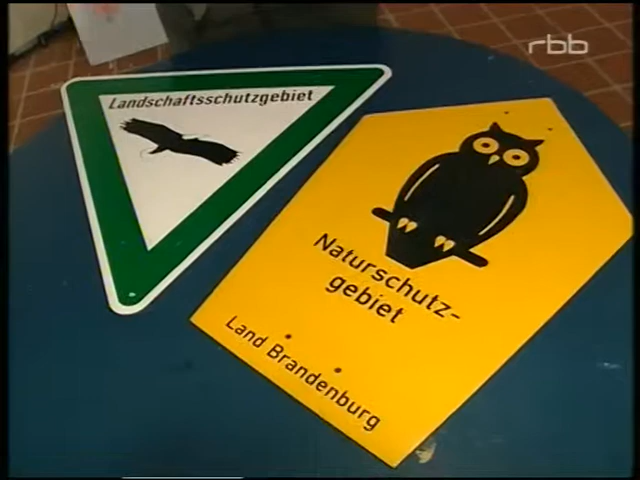 rbb
Landschaftsschutzgebiet
Naturschutz-
gebiet
Land Brandenburg